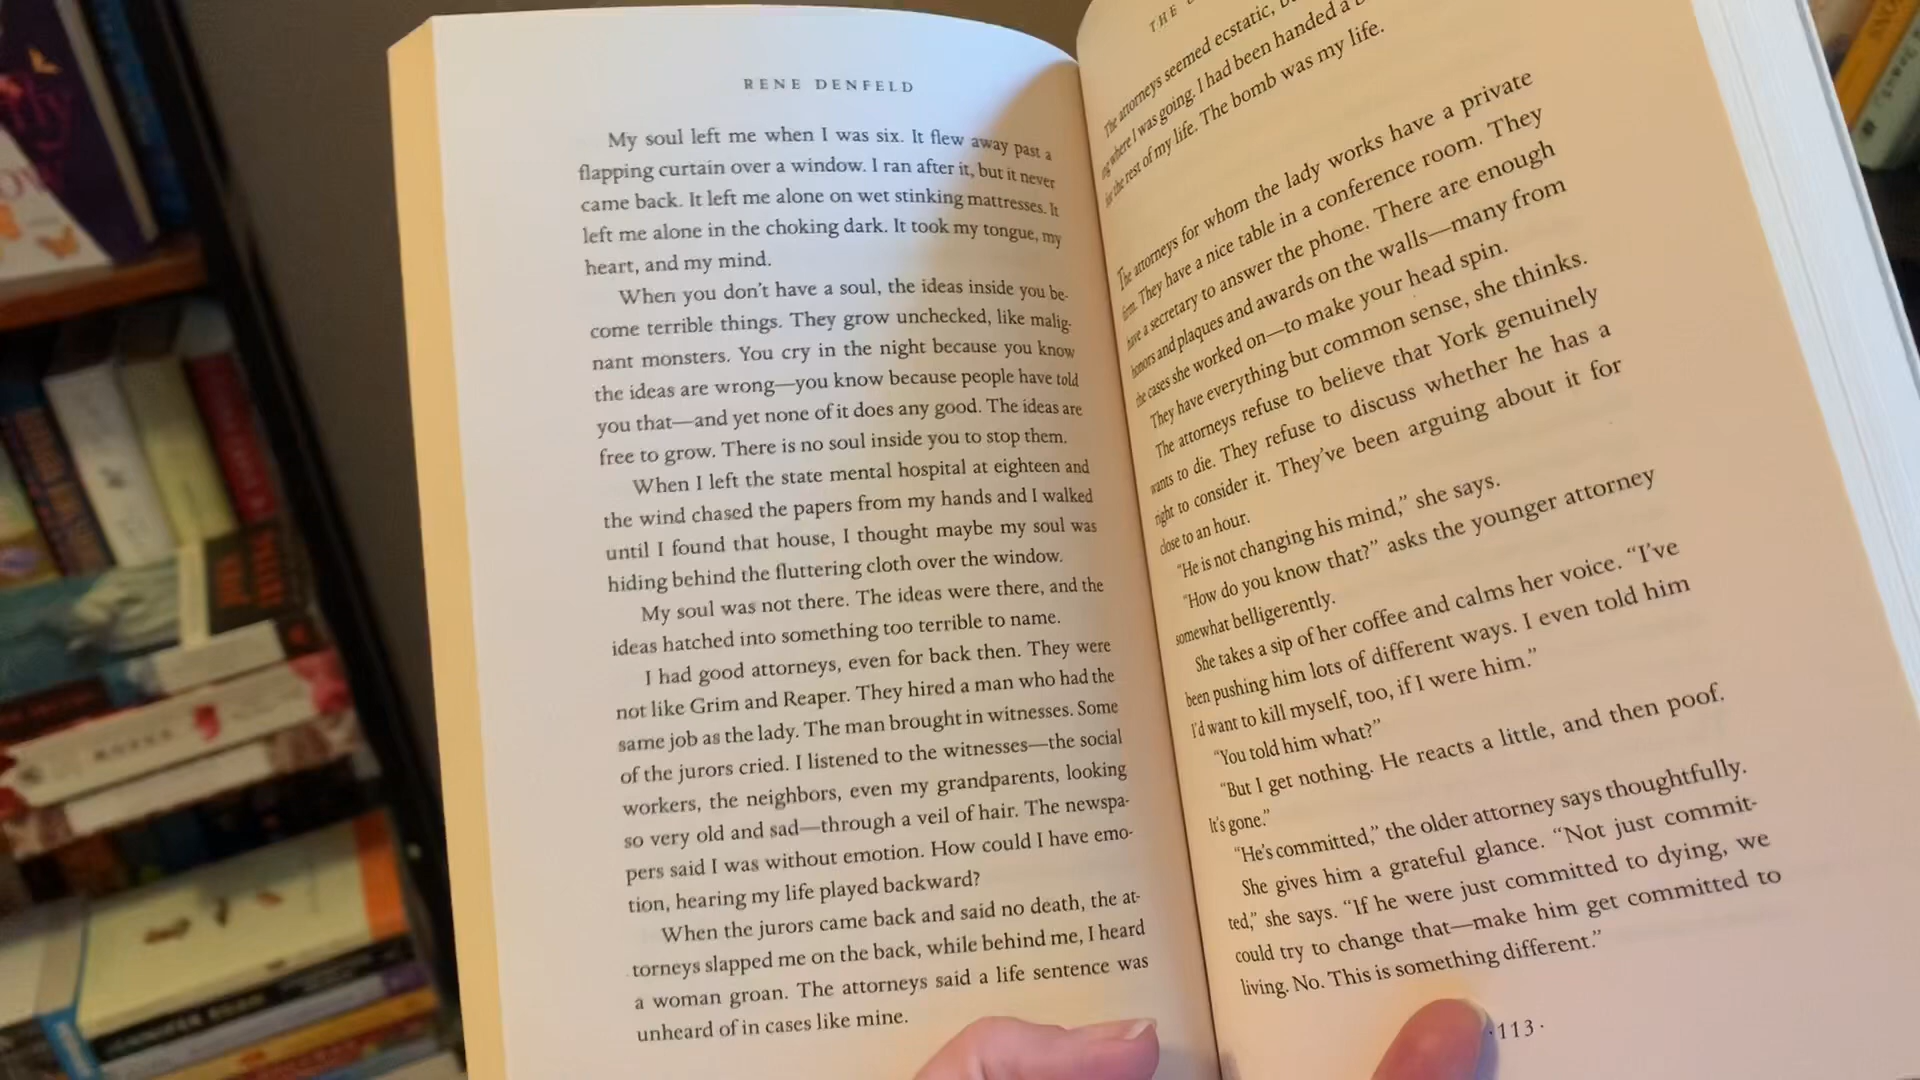 RENE DENFELD
My soul left me when I was six. It flew away past a
flapping curtain over a window. I ran after it, but it never
came back. It left me alone on wet stinking mattresses. It
left me alone in the choking dark. It took my tongue, my
heart, and my mind.
When you don't have a soul, the ideas inside you be-
come terrible things. They grow unchecked, like malig-
nant monsters. You cry in the night because you know
the ideas are wrong—you know because people have told
you that—and yet none of it does any good. The ideas are
free to grow. There is no soul inside you to stop them.
When I left the state mental hospital at eighteen and
the wind chased the papers from my hands and I walked
until I found that house, I thought maybe my soul was
hiding behind the fluttering cloth over the window.
My soul was not there. The ideas were there, and the
ideas hatched into something too terrible to name.
I had good attorneys, even for back then. They were
not like Grim and Reaper. They hired a man who had the
same job as the lady. The man brought in witnesses. Some
of the jurors cried. I listened to the witnesses—the social
workers, the neighbors, even my grandparents, looking
so very old and sad—through a veil of hair. The newspa-
pers said I was without emotion. How could I have emo-
tion, hearing my life played backward?
When the jurors came back and said no death, the at-
torneys slapped me on the back, while behind me, I heard
a woman groan. The attorneys said a life sentence was
unheard of in cases like mine.
THE
The attorneys seemed ecstatic,
where I was going. I had been handed a
for the rest of my life. The bomb was my life.
The attorneys for whom the lady works have a private
firm. They have a nice table in a conference room. They
have a secretary to answer the phone. There are enough
honors and plaques and awards on the walls—many from
the cases she worked on—to make your head spin.
They have everything but common sense, she thinks.
The attorneys refuse to believe that York genuinely
wants to die. They refuse to discuss whether he has a
right to consider it. They've been arguing about it for
close to an hour.
"He is not changing his mind," she says.
"How do you know that?" asks the younger attorney
somewhat belligerently.
She takes a sip of her coffee and calms her voice. "I've
been pushing him lots of different ways. I even told him
I'd want to kill myself, too, if I were him."
"You told him what?"
"But I get nothing. He reacts a little, and then poof.
It's gone."
"He's committed," the older attorney says thoughtfully.
She gives him a grateful glance. "Not just commit-
ted," she says. "If he were just committed to dying, we
could try to change that—make him get committed to
living. No. This is something different."
·113·